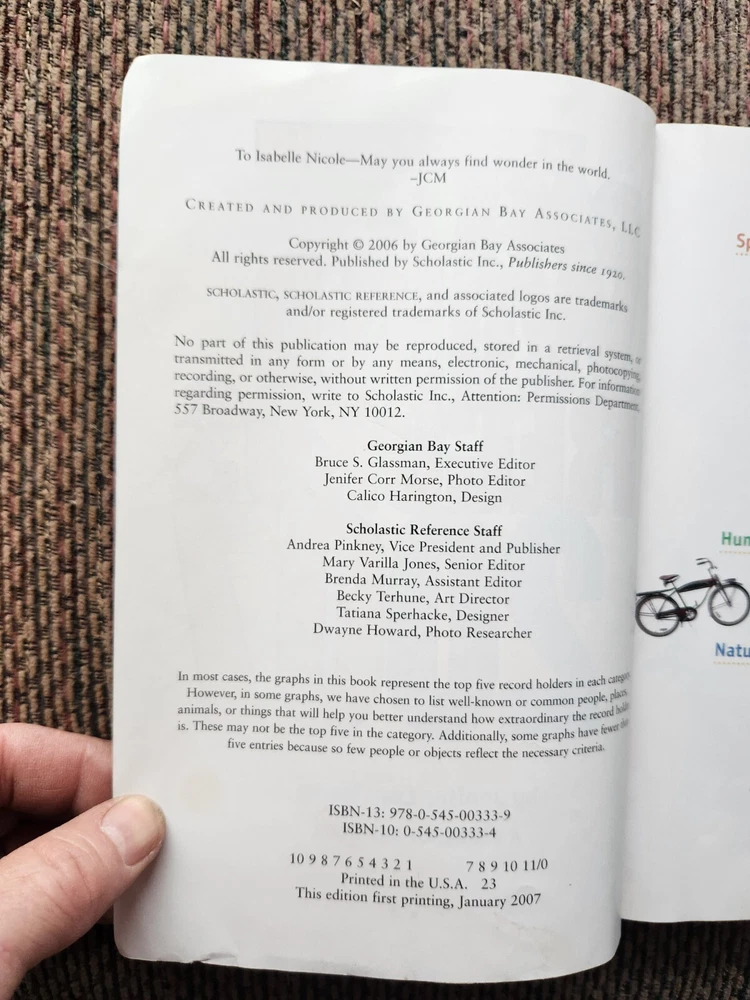 To Isabelle Nicole—May you always find wonder in the world.
–JCM
CREATED AND PRODUCED BY GEORGIAN BAY ASSOCIATES, LLC
Copyright © 2006 by Georgian Bay Associates
All rights reserved. Published by Scholastic Inc., Publishers since 1920.
SCHOLASTIC, SCHOLASTIC REFERENCE, and associated logos are trademarks
and/or registered trademarks of Scholastic Inc.
No part of this publication may be reproduced, stored in a retrieval system, or
transmitted in any form or by any means, electronic, mechanical, photocopying,
recording, or otherwise, without written permission of the publisher. For information
regarding permission, write to Scholastic Inc., Attention: Permissions Department,
557 Broadway, New York, NY 10012.
Georgian Bay Staff
Bruce S. Glassman, Executive Editor
Jenifer Corr Morse, Photo Editor
Calico Harington, Design
Scholastic Reference Staff
Andrea Pinkney, Vice President and Publisher
Mary Varilla Jones, Senior Editor
Brenda Murray, Assistant Editor
Becky Terhune, Art Director
Tatiana Sperhacke, Designer
Dwayne Howard, Photo Researcher
In most cases, the graphs in this book represent the top five record holders in each category.
However, in some graphs, we have chosen to list well-known or common people, places,
animals, or things that will help you better understand how extraordinary the record holder
is. These may not be the top five in the category. Additionally, some graphs have fewer than
five entries because so few people or objects reflect the necessary criteria.
ISBN-13: 978-0-545-00333-9
ISBN-10: 0-545-00333-4
10 9 8 7 6 5 4 3 2 1 7 8 9 10 11/0
Printed in the U.S.A. 23
This edition first printing, January 2007
Sp
Hum
Natu